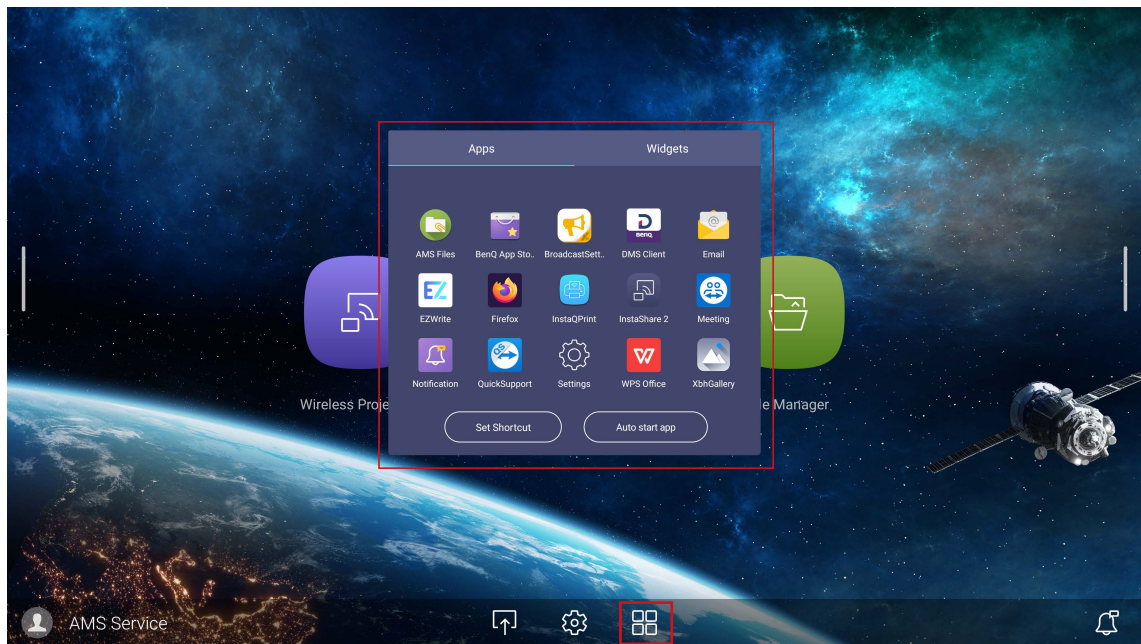 Apps Widgets
AMS Files BenQ App Sto.. BroadcastSett.. DMS Client Email
EZWrite Firefox InstaQPrint InstaShare 2 Meeting
Notification QuickSupport Settings WPS Office XbhGallery
Wireless Proje le Manager
Set Shortcut Auto start app
AMS Service